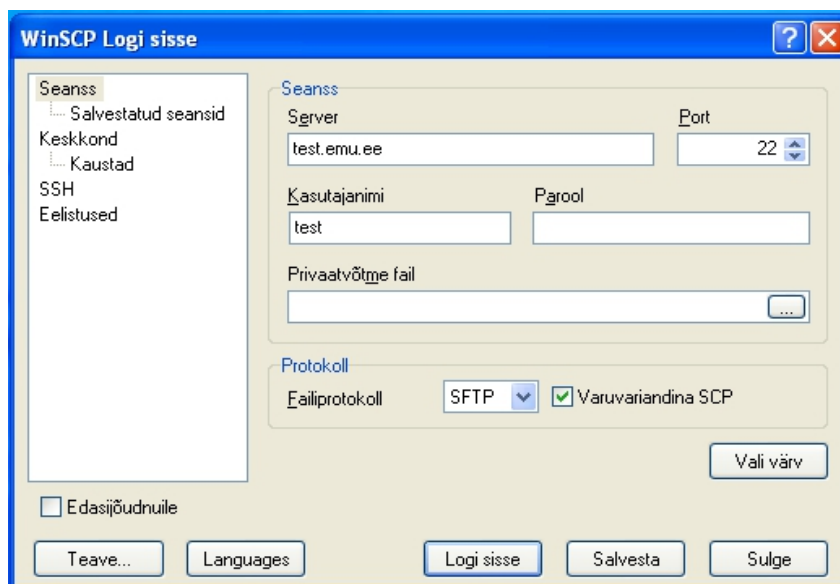 WinSCP Logi sisse
Seanss
Salvestatud seansid
Keskkond
Kaustad
SSH
Eelistused
Seanss
Server
Port
test.emu.ee
22
Kasutajanimi
Parool
test
Privaatvõtme fail
...
Protokoll
Failiprotokoll
SFTP
Varuvariandina SCP
Vali värv
Edasijõudnuile
Teave...
Languages
Logi sisse
Salvesta
Sulge